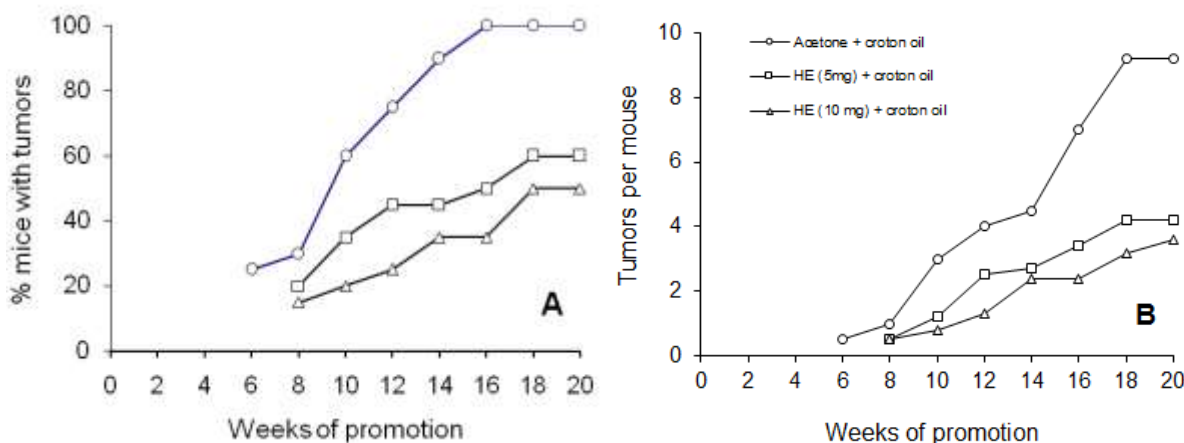 % mice with tumors
100
80
60
40
20
0
0 2 4 6 8 10 12 14 16 18 20
Weeks of promotion
A
Tumors per mouse
10
8
6
4
2
0
0 2 4 6 8 10 12 14 16 18 20
Weeks of promotion
Acetone + croton oil
HE (5mg) + croton oil
HE (10 mg) + croton oil
B